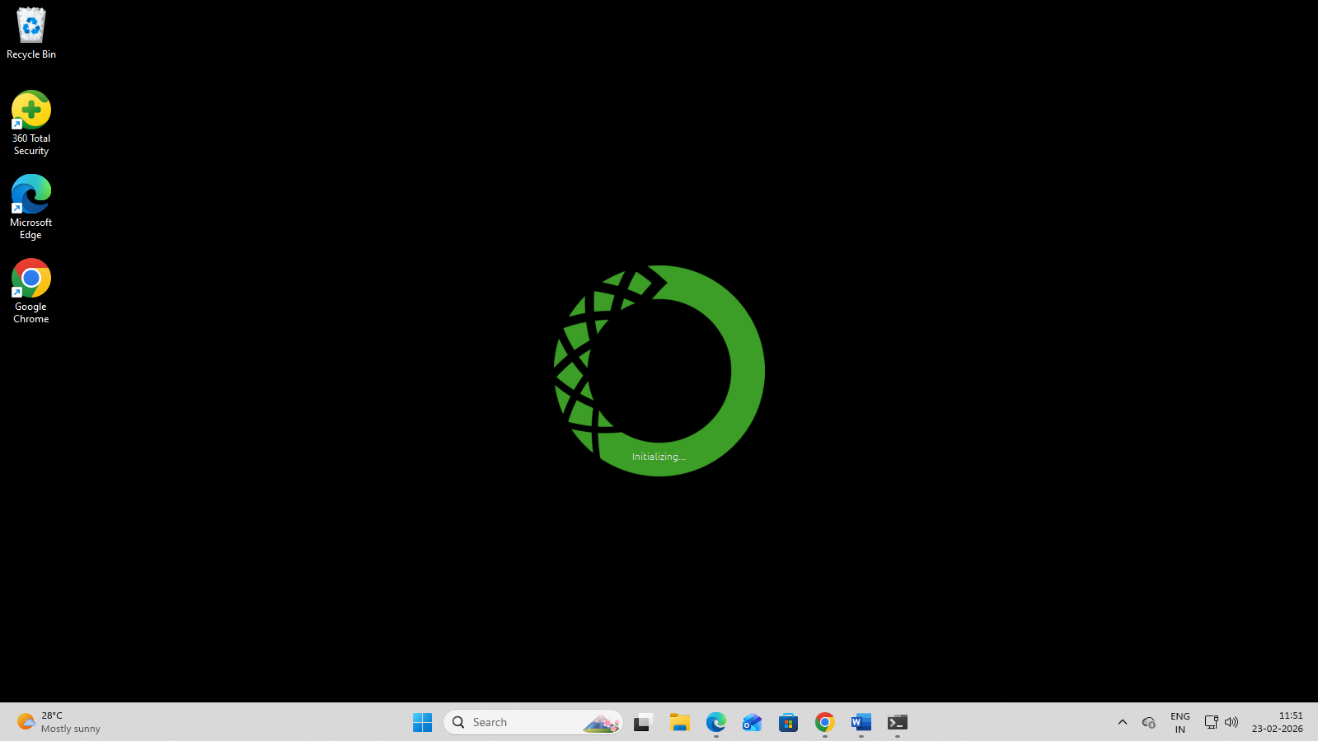 Recycle Bin
360 Total
Security
Microsoft
Edge
Google
Chrome
Initializing...
28°C
Mostly sunny
Search
ENG
IN
11:51
23-02-2026